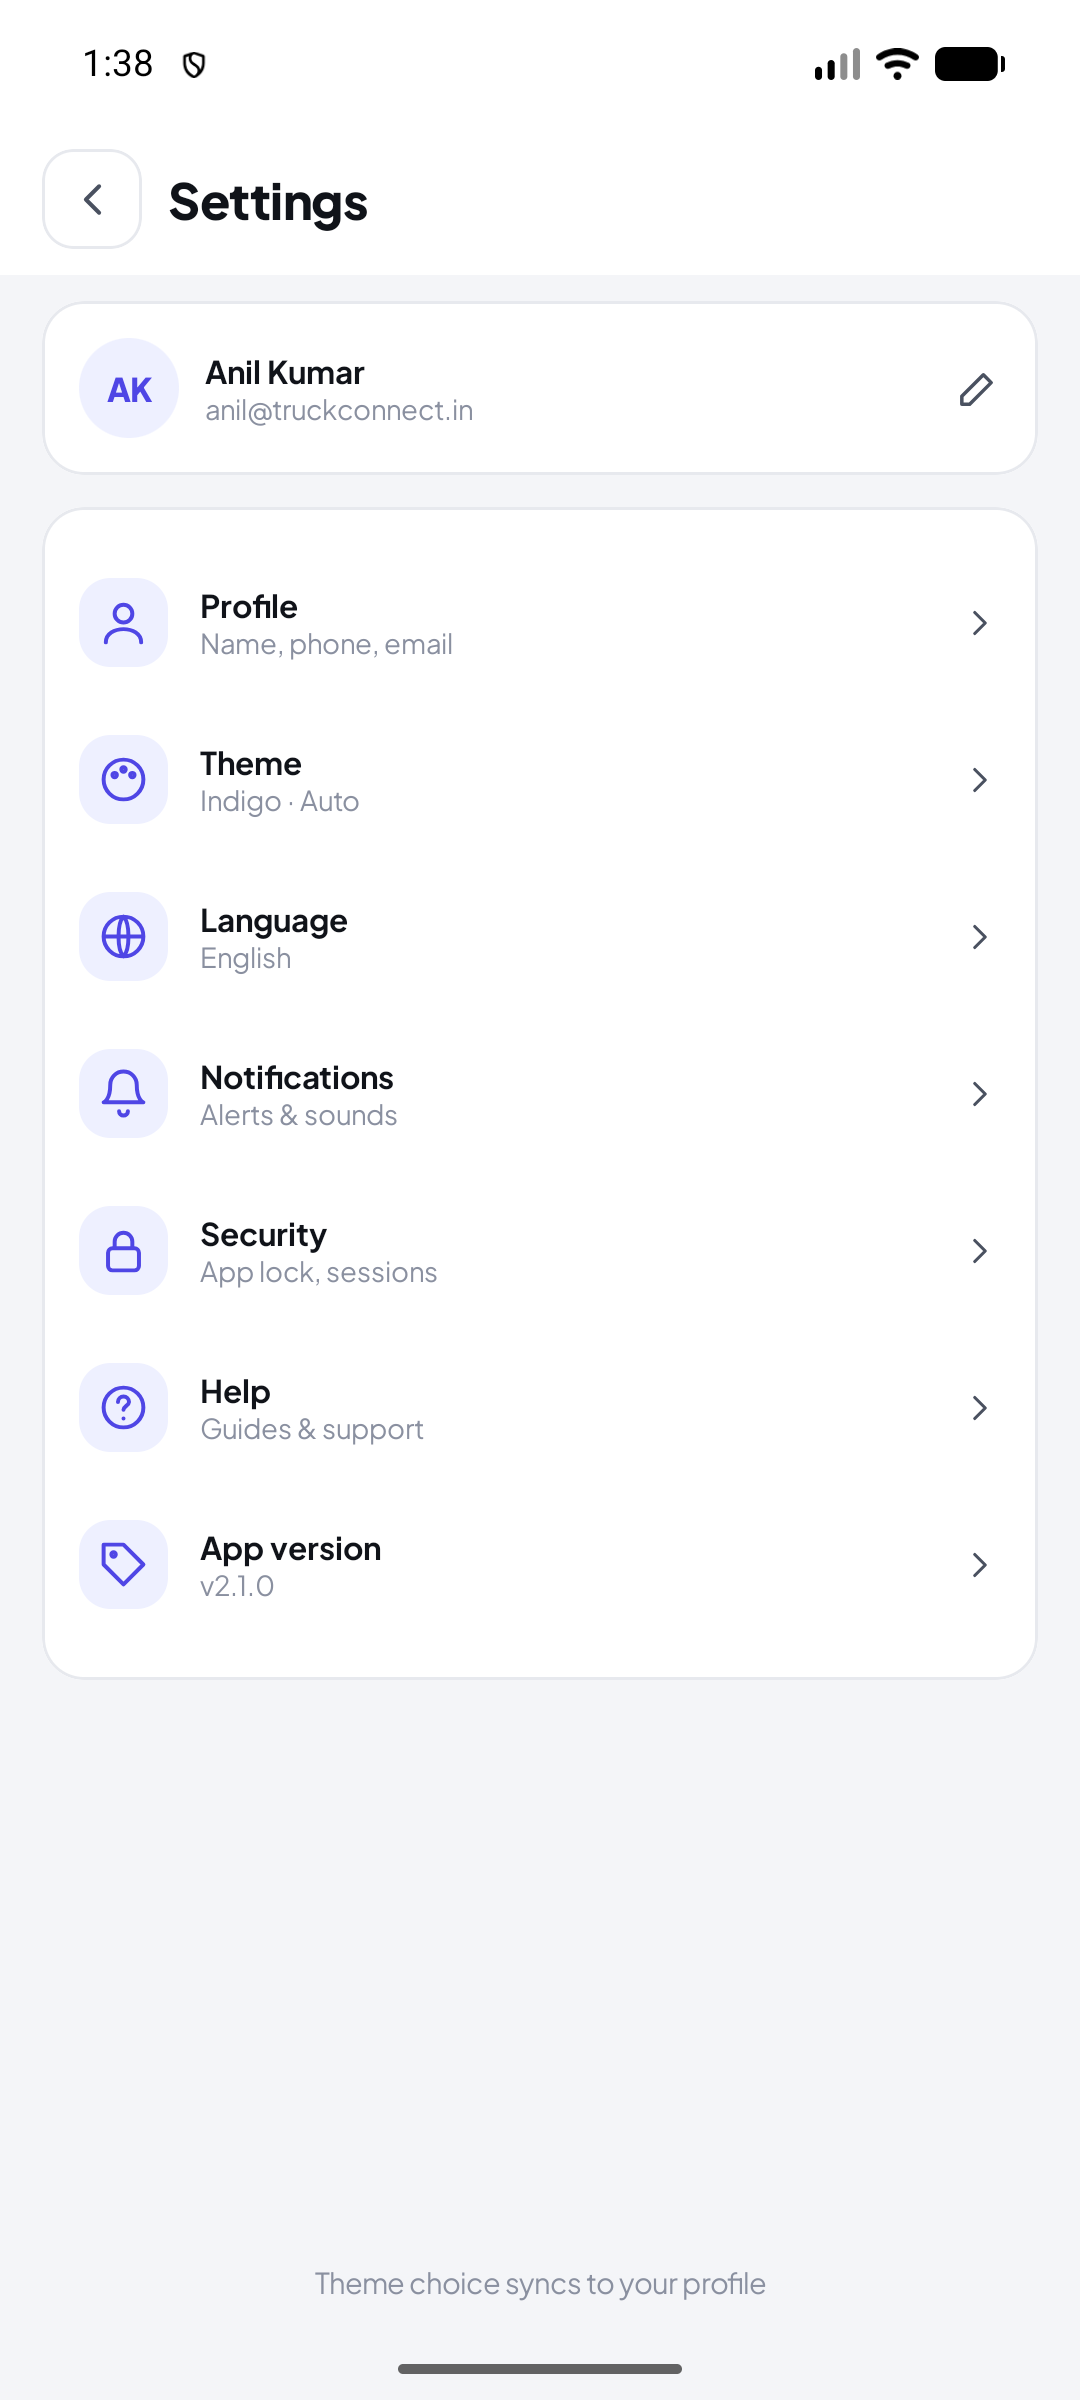 1:38
Settings
AK
Anil Kumar
anil@truckconnect.in
Profile
Name, phone, email
Theme
Indigo · Auto
Language
English
Notifications
Alerts & sounds
Security
App lock, sessions
Help
Guides & support
App version
v2.1.0
Theme choice syncs to your profile